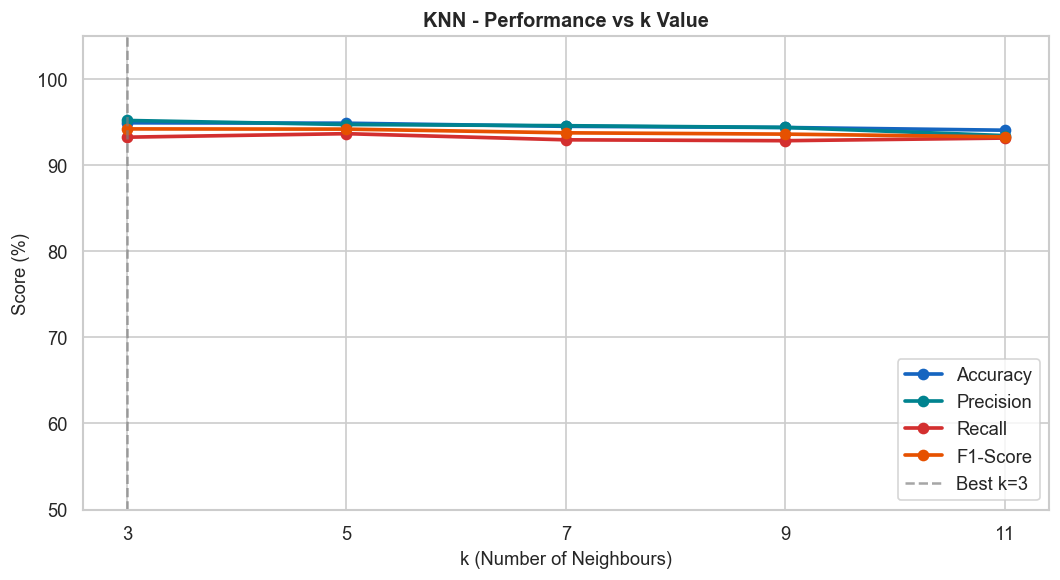 KNN - Performance vs k Value
Score (%)
100
90
80
70
60
50
3 5 7 9 11
k (Number of Neighbours)
Accuracy
Precision
Recall
F1-Score
Best k=3